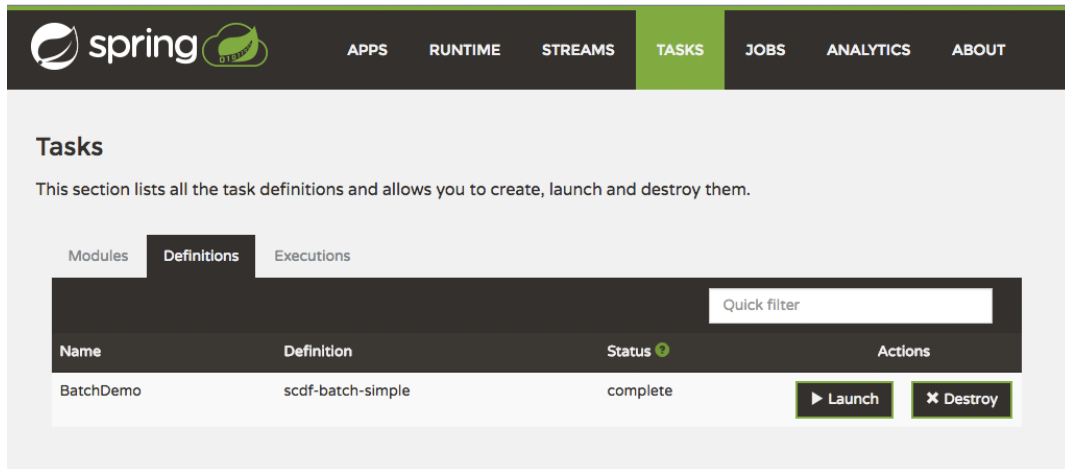 spring APPS RUNTIME STREAMS TASKS JOBS ANALYTICS ABOUT
Tasks
This section lists all the task definitions and allows you to create, launch and destroy them.
Modules Definitions Executions
Quick filter
Name Definition Status ? Actions
BatchDemo scdf-batch-simple complete Launch Destroy